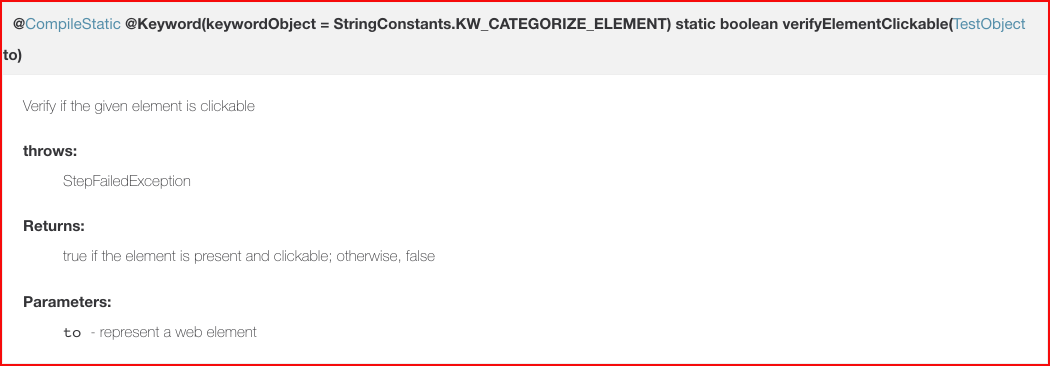 @CompileStatic @Keyword(keywordObject = StringConstants.KW_CATEGORIZE_ELEMENT) static boolean verifyElementClickable(TestObject
to)
Verify if the given element is clickable
throws:
StepFailedException
Returns:
true if the element is present and clickable; otherwise, false
Parameters:
to - represent a web element